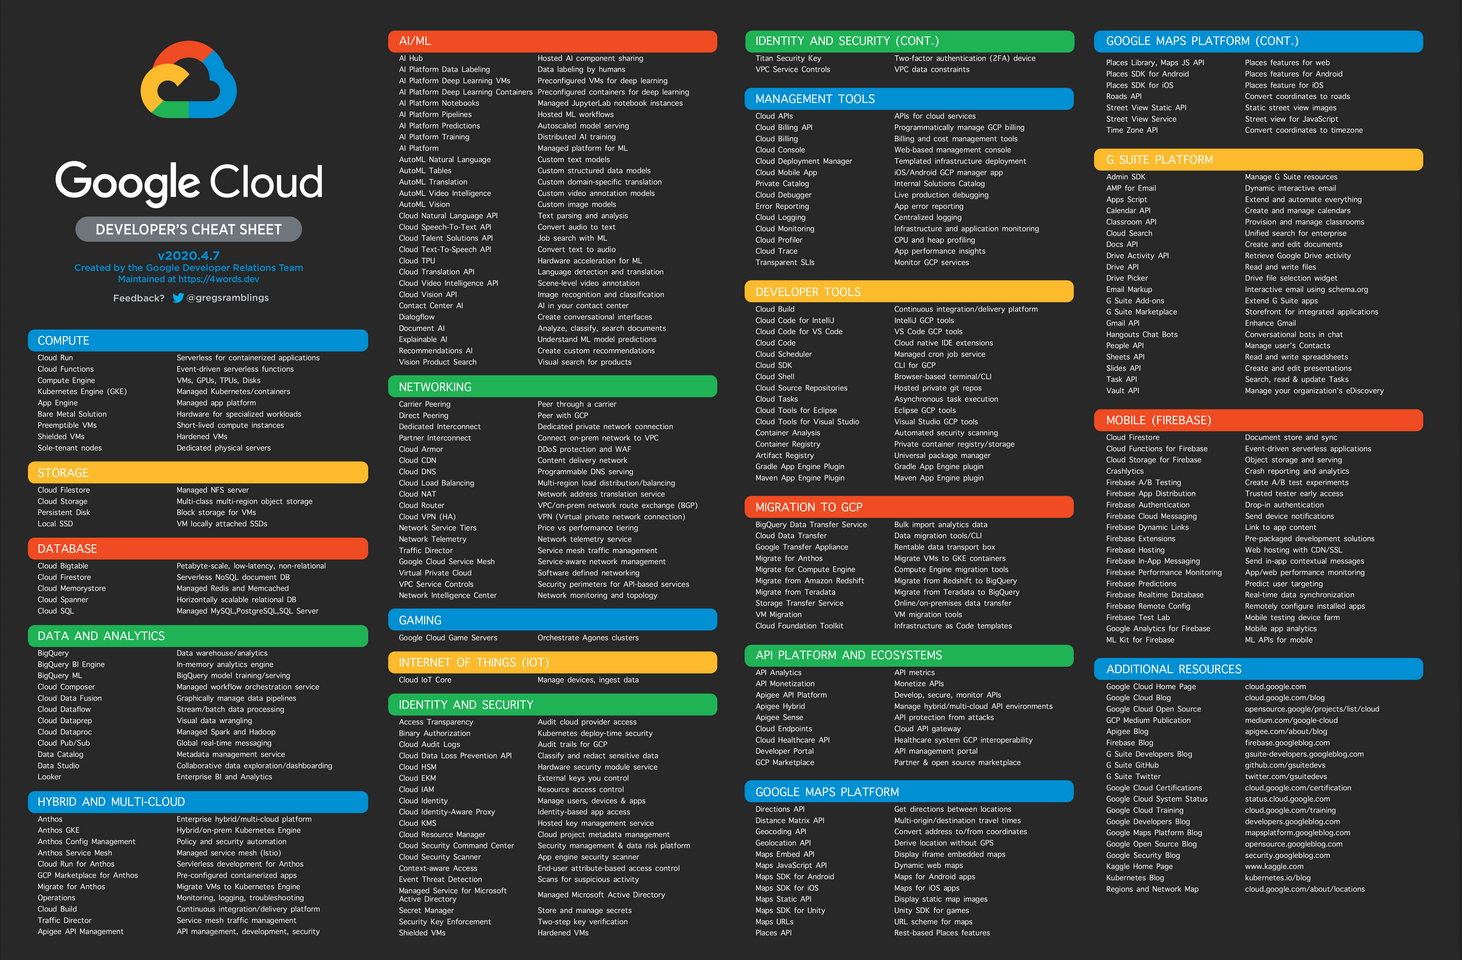 Google Cloud
DEVELOPER'S CHEAT SHEET
v2020.4.7
Created by the Google Developer Relations Team
Maintained at https://4words.dev
Feedback? @gregsramblings
COMPUTE
Cloud Run Serverless for containerized applications
Cloud Functions Event-driven serverless functions
Compute Engine VMs, GPUs, TPUs, Disks
Kubernetes Engine (GKE) Managed Kubernetes/containers
App Engine Managed app platform
Bare Metal Solution Hardware for specialized workloads
Preemptible VMs Short-lived compute instances
Shielded VMs Hardened VMs
Sole-tenant nodes Dedicated physical servers
STORAGE
Cloud Filestore Managed NFS server
Cloud Storage Multi-class multi-region object storage
Persistent Disk Block storage for VMs
Local SSD VM locally attached SSDs
DATABASE
Cloud Bigtable Petabyte-scale, low-latency, non-relational
Cloud Firestore Serverless NoSQL document DB
Cloud Memorystore Managed Redis and Memcached
Cloud Spanner Horizontally scalable relational DB
Cloud SQL Managed MySQL,PostgreSQL,SQL Server
DATA AND ANALYTICS
BigQuery Data warehouse/analytics
BigQuery BI Engine In-memory analytics engine
BigQuery ML BigQuery model training/serving
Cloud Composer Managed workflow orchestration service
Cloud Data Fusion Graphically manage data pipelines
Cloud Dataflow Stream/batch data processing
Cloud Dataprep Visual data wrangling
Cloud Dataproc Managed Spark and Hadoop
Cloud Pub/Sub Global real-time messaging
Data Catalog Metadata management service
Data Studio Collaborative data exploration/dashboarding
Looker Enterprise BI and Analytics
HYBRID AND MULTI-CLOUD
Anthos Enterprise hybrid/multi-cloud platform
Anthos GKE Hybrid/on-prem Kubernetes Engine
Anthos Config Management Policy and security automation
Anthos Service Mesh Managed service mesh (Istio)
Cloud Run for Anthos Serverless development for Anthos
GCP Marketplace for Anthos Pre-configured containerized apps
Migrate for Anthos Migrate VMs to Kubernetes Engine
Operations Monitoring, logging, troubleshooting
Cloud Build Continuous integration/delivery platform
Traffic Director Service mesh traffic management
Apigee API Management API management, development, security
AI/ML
AI Hub Hosted AI component sharing
AI Platform Data Labeling Data labeling by humans
AI Platform Deep Learning VMs Preconfigured VMs for deep learning
AI Platform Deep Learning Containers Preconfigured containers for deep learning
AI Platform Notebooks Managed JupyterLab notebook instances
AI Platform Pipelines Hosted ML workflows
AI Platform Predictions Autoscaled model serving
AI Platform Training Distributed AI training
AI Platform Managed platform for ML
AutoML Natural Language Custom text models
AutoML Tables Custom structured data models
AutoML Translation Custom domain-specific translation
AutoML Video Intelligence Custom video annotation models
AutoML Vision Custom image models
Cloud Natural Language API Text parsing and analysis
Cloud Speech-To-Text API Convert audio to text
Cloud Talent Solutions API Job search with ML
Cloud Text-To-Speech API Convert text to audio
Cloud TPU Hardware acceleration for ML
Cloud Translation API Language detection and translation
Cloud Video Intelligence API Scene-level video annotation
Cloud Vision API Image recognition and classification
Contact Center AI AI in your contact center
Dialogflow Create conversational interfaces
Document AI Analyze, classify, search documents
Explainable AI Understand ML model predictions
Recommendations AI Create custom recommendations
Vision Product Search Visual search for products
NETWORKING
Carrier Peering Peer through a carrier
Direct Peering Peer with GCP
Dedicated Interconnect Dedicated private network connection
Partner Interconnect Connect on-prem network to VPC
Cloud Armor DDoS protection and WAF
Cloud CDN Content delivery network
Cloud DNS Programmable DNS serving
Cloud Load Balancing Multi-region load distribution/balancing
Cloud NAT Network address translation service
Cloud Router VPC/on-prem network route exchange (BGP)
Cloud VPN (HA) VPN (Virtual private network connection)
Network Service Tiers Price vs performance tiering
Network Telemetry Network telemetry service
Traffic Director Service mesh traffic management
Google Cloud Service Mesh Service-aware network management
Virtual Private Cloud Software defined networking
VPC Service Controls Security perimeters for API-based services
Network Intelligence Center Network monitoring and topology
GAMING
Google Cloud Game Servers Orchestrate Agones clusters
INTERNET OF THINGS (IOT)
Cloud IoT Core Manage devices, ingest data
IDENTITY AND SECURITY
Access Transparency Audit cloud provider access
Binary Authorization Kubernetes deploy-time security
Cloud Audit Logs Audit trails for GCP
Cloud Data Loss Prevention API Classify and redact sensitive data
Cloud HSM Hardware security module service
Cloud EKM External keys you control
Cloud IAM Resource access control
Cloud Identity Manage users, devices & apps
Cloud Identity-Aware Proxy Identity-based app access
Cloud KMS Hosted key management service
Cloud Resource Manager Cloud project metadata management
Cloud Security Command Center Security management & data risk platform
Cloud Security Scanner App engine security scanner
Context-aware Access End-user attribute-based access control
Event Threat Detection Scans for suspicious activity
Managed Service for Microsoft
Active Directory Managed Microsoft Active Directory
Secret Manager Store and manage secrets
Security Key Enforcement Two-step key verification
Shielded VMs Hardened VMs
IDENTITY AND SECURITY (CONT.)
Titan Security Key Two-factor authentication (2FA) device
VPC Service Controls VPC data constraints
MANAGEMENT TOOLS
Cloud APIs APIs for cloud services
Cloud Billing API Programmatically manage GCP billing
Cloud Billing Billing and cost management tools
Cloud Console Web-based management console
Cloud Deployment Manager Templated infrastructure deployment
Cloud Mobile App iOS/Android GCP manager app
Private Catalog Internal Solutions Catalog
Cloud Debugger Live production debugging
Error Reporting App error reporting
Cloud Logging Centralized logging
Cloud Monitoring Infrastructure and application monitoring
Cloud Profiler CPU and heap profiling
Cloud Trace App performance insights
Transparent SLIs Monitor GCP services
DEVELOPER TOOLS
Cloud Build Continuous integration/delivery platform
Cloud Code for IntelliJ IntelliJ GCP tools
Cloud Code for VS Code VS Code GCP tools
Cloud Code Cloud native IDE extensions
Cloud Scheduler Managed cron job service
Cloud SDK CLI for GCP
Cloud Shell Browser-based terminal/CLI
Cloud Source Repositories Hosted private git repos
Cloud Tasks Asynchronous task execution
Cloud Tools for Eclipse Eclipse GCP tools
Cloud Tools for Visual Studio Visual Studio GCP tools
Container Analysis Automated security scanning
Container Registry Private container registry/storage
Artifact Registry Universal package manager
Gradle App Engine Plugin Gradle App Engine plugin
Maven App Engine Plugin Maven App Engine plugin
MIGRATION TO GCP
BigQuery Data Transfer Service Bulk import analytics data
Cloud Data Transfer Data migration tools/CLI
Google Transfer Appliance Rentable data transport box
Migrate for Anthos Migrate VMs to GKE containers
Migrate for Compute Engine Compute Engine migration tools
Migrate from Amazon Redshift Migrate from Redshift to BigQuery
Migrate from Teradata Migrate from Teradata to BigQuery
Storage Transfer Service Online/on-premises data transfer
VM Migration VM migration tools
Cloud Foundation Toolkit Infrastructure as Code templates
API PLATFORM AND ECOSYSTEMS
API Analytics API metrics
API Monetization Monetize APIs
Apigee API Platform Develop, secure, monitor APIs
Apigee Hybrid Manage hybrid/multi-cloud API environments
Apigee Sense API protection from attacks
Cloud Endpoints Cloud API gateway
Cloud Healthcare API Healthcare system GCP interoperability
Developer Portal API management portal
GCP Marketplace Partner & open source marketplace
GOOGLE MAPS PLATFORM
Directions API Get directions between locations
Distance Matrix API Multi-origin/destination travel times
Geocoding API Convert address to/from coordinates
Geolocation API Derive location without GPS
Maps Embed API Display iframe embedded maps
Maps JavaScript API Dynamic web maps
Maps SDK for Android Maps for Android apps
Maps SDK for iOS Maps for iOS apps
Maps Static API Display static map images
Maps SDK for Unity Unity SDK for games
Maps URLs URL scheme for maps
Places API Rest-based Places features
GOOGLE MAPS PLATFORM (CONT.)
Places Library, Maps JS API Places features for web
Places SDK for Android Places features for Android
Places SDK for iOS Places feature for iOS
Roads API Convert coordinates to roads
Street View Static API Static street view images
Street View Service Street view for JavaScript
Time Zone API Convert coordinates to timezone
G SUITE PLATFORM
Admin SDK Manage G Suite resources
AMP for Email Dynamic interactive email
Apps Script Extend and automate everything
Calendar API Create and manage calendars
Classroom API Provision and manage classrooms
Cloud Search Unified search for enterprise
Docs API Create and edit documents
Drive Activity API Retrieve Google Drive activity
Drive API Read and write files
Drive Picker Drive file selection widget
Email Markup Interactive email using schema.org
G Suite Add-ons Extend G Suite apps
G Suite Marketplace Storefront for integrated applications
Gmail API Enhance Gmail
Hangouts Chat Bots Conversational bots in chat
People API Manage user's Contacts
Sheets API Read and write spreadsheets
Slides API Create and edit presentations
Task API Search, read & update Tasks
Vault API Manage your organization's eDiscovery
MOBILE (FIREBASE)
Cloud Firestore Document store and sync
Cloud Functions for Firebase Event-driven serverless applications
Cloud Storage for Firebase Object storage and serving
Crashlytics Crash reporting and analytics
Firebase A/B Testing Create A/B test experiments
Firebase App Distribution Trusted tester early access
Firebase Authentication Drop-in authentication
Firebase Cloud Messaging Send device notifications
Firebase Dynamic Links Link to app content
Firebase Extensions Pre-packaged development solutions
Firebase Hosting Web hosting with CDN/SSL
Firebase In-App Messaging Send in-app contextual messages
Firebase Performance Monitoring App/web performance monitoring
Firebase Predictions Predict user targeting
Firebase Realtime Database Real-time data synchronization
Firebase Remote Config Remotely configure installed apps
Firebase Test Lab Mobile testing device farm
Google Analytics for Firebase Mobile app analytics
ML Kit for Firebase ML APIs for mobile
ADDITIONAL RESOURCES
Google Cloud Home Page cloud.google.com
Google Cloud Blog cloud.google.com/blog
Google Cloud Open Source opensource.google/projects/list/cloud
GCP Medium Publication medium.com/google-cloud
Apigee Blog apigee.com/about/blog
Firebase Blog firebase.googleblog.com
G Suite Developers Blog gsuite-developers.googleblog.com
G Suite GitHub github.com/gsuitedevs
G Suite Twitter twitter.com/gsuitedevs
Google Cloud Certifications cloud.google.com/certification
Google Cloud System Status status.cloud.google.com
Google Cloud Training cloud.google.com/training
Google Developers Blog developers.googleblog.com
Google Maps Platform Blog mapsplatform.googleblog.com
Google Open Source Blog opensource.googleblog.com
Google Security Blog security.googleblog.com
Kaggle Home Page www.kaggle.com
Kubernetes Blog kubernetes.io/blog
Regions and Network Map cloud.google.com/about/locations